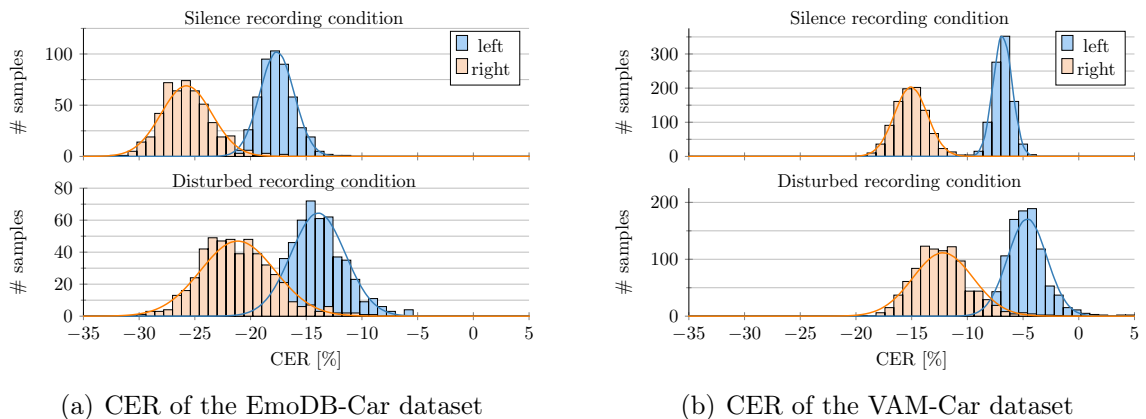 Silence recording condition
# samples
100
50
0
left
right
Disturbed recording condition
# samples
80
60
40
20
0
−35 −30 −25 −20 −15 −10 −5 0 5
CER [%]
(a) CER of the EmoDB-Car dataset
Silence recording condition
# samples
300
200
100
0
left
right
Disturbed recording condition
# samples
200
100
0
−35 −30 −25 −20 −15 −10 −5 0 5
CER [%]
(b) CER of the VAM-Car dataset